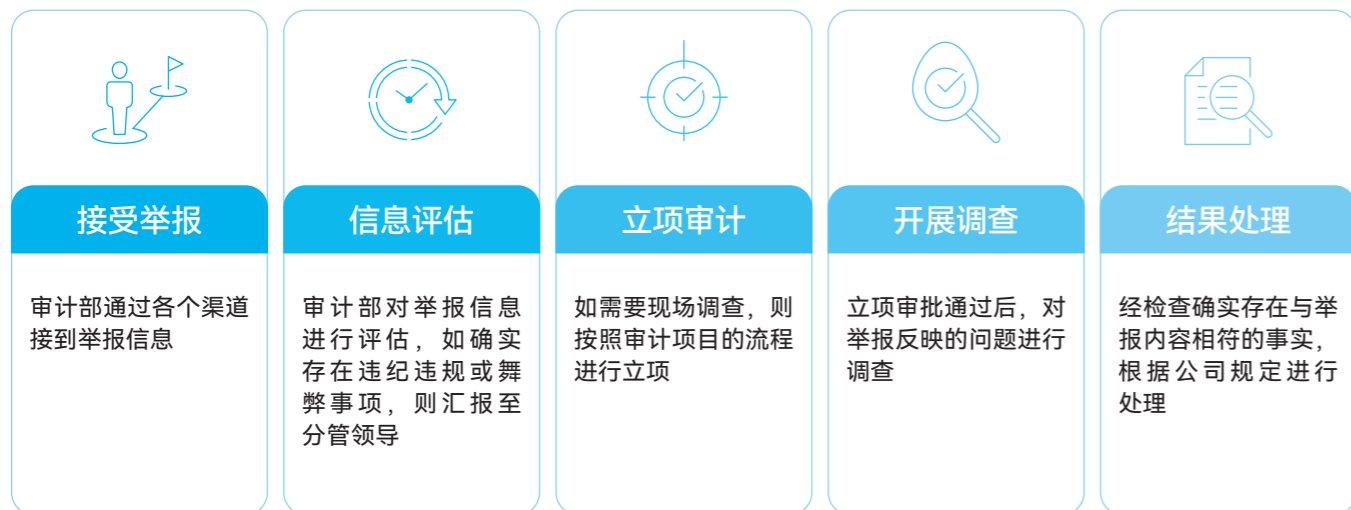 接受举报
审计部通过各个渠道
接到举报信息
信息评估
审计部对举报信息
进行评估，如确实
存在违纪违规或舞
弊事项，则汇报至
分管领导
立项审计
如需要现场调查，则
按照审计项目的流程
进行立项
开展调查
立项审批通过后，对
举报反映的问题进行
调查
结果处理
经检查确实存在与举
报内容相符的事实，
根据公司规定进行
处理